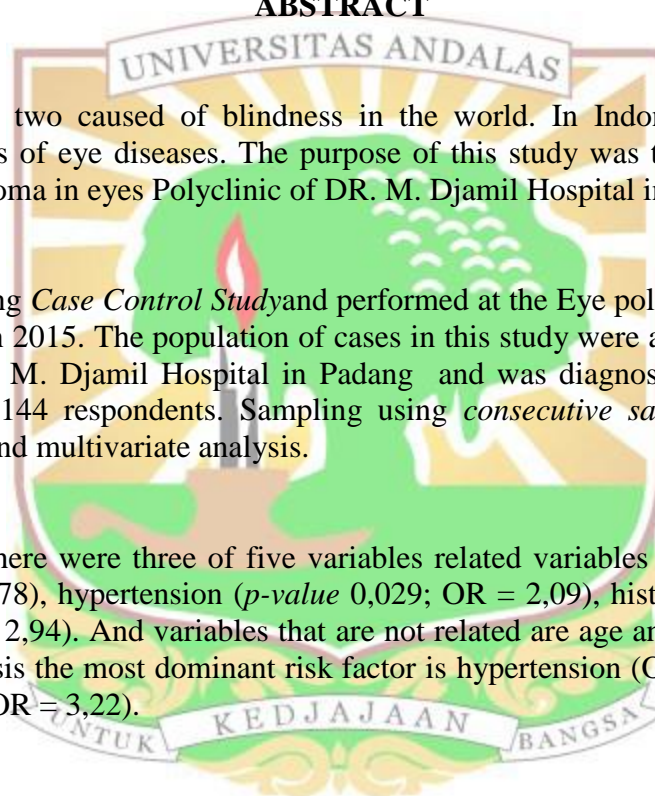 ABSTRACT
UNIVERSITAS ANDALAS
two caused of blindness in the world. In Indon
s of eye diseases. The purpose of this study was t
oma in eyes Polyclinic of DR. M. Djamil Hospital in
ng Case Control Studyand performed at the Eye pol
n 2015. The population of cases in this study were a
M. Djamil Hospital in Padang and was diagnos
144 respondents. Sampling using consecutive sa
nd multivariate analysis.
here were three of five variables related variables
78), hypertension (p-value 0,029; OR = 2,09), hist
2,94). And variables that are not related are age an
sis the most dominant risk factor is hypertension (O
OR = 3,22).
UNTUK KEDJAJAAN BANGSA